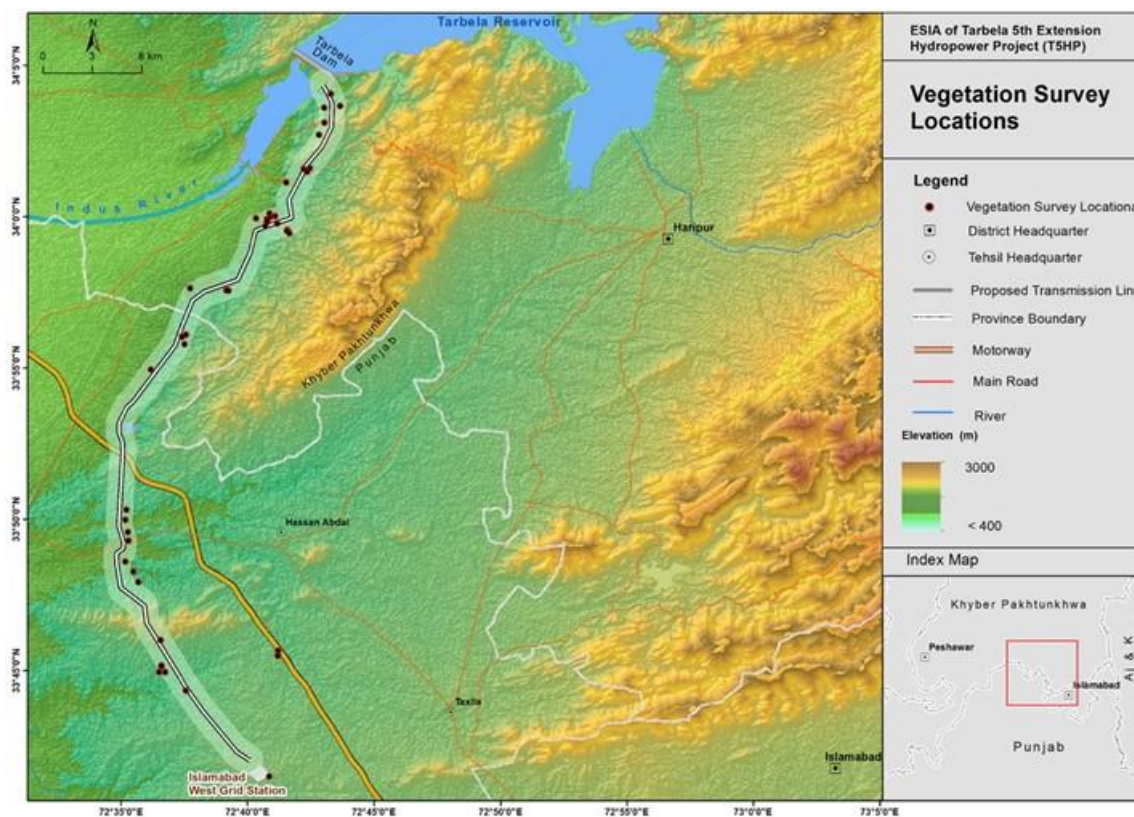 Tarbela Reservoir
N
0 3 8 km
Tarbela
Dam
Indus River
Haripur
Khyber Pakhtunkhwa
Punjab
Hassan Abdal
Taxila
Islamabad
Islamabad
West Grid Station
34°5'0"N
34°0'0"N
33°55'0"N
33°50'0"N
33°45'0"N
72°35'0"E
72°40'0"E
72°45'0"E
72°50'0"E
72°55'0"E
73°0'0"E
73°5'0"E
ESIA of Tarbela 5th Extension
Hydropower Project (T5HP)
Vegetation Survey
Locations
Legend
Vegetation Survey Locations
District Headquarter
Tehsil Headquarter
Proposed Transmission Lin
Province Boundary
Motorway
Main Road
River
Elevation (m)
3000
< 400
Index Map
Khyber Pakhtunkhwa
Peshawar
AJ & K
Islamabad
Punjab